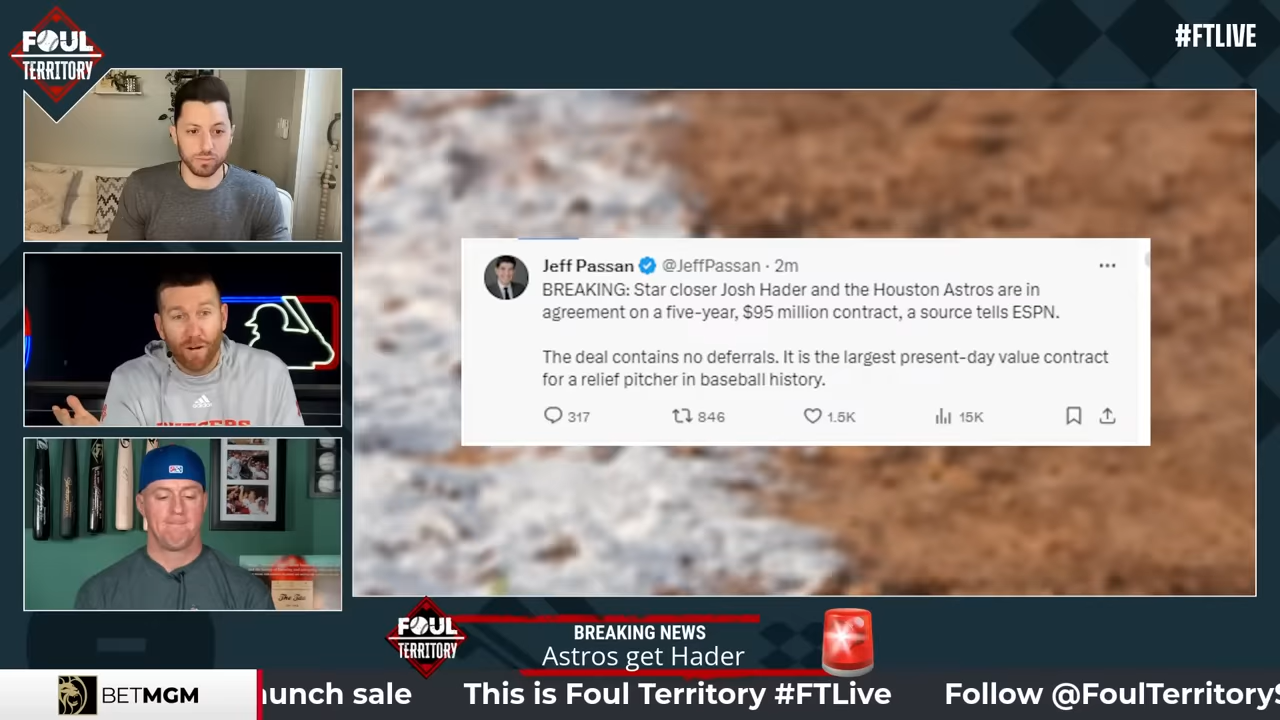 FOUL
TERRITORY
#FTLIVE
Jeff Passan @JeffPassan · 2m
BREAKING: Star closer Josh Hader and the Houston Astros are in
agreement on a five-year, $95 million contract, a source tells ESPN.
The deal contains no deferrals. It is the largest present-day value contract
for a relief pitcher in baseball history.
317 846 1.5K 15K
FOUL
TERRITORY
BREAKING NEWS
Astros get Hader
BETMGM
aunch sale This is Foul Territory #FTLive Follow @FoulTerritoryS